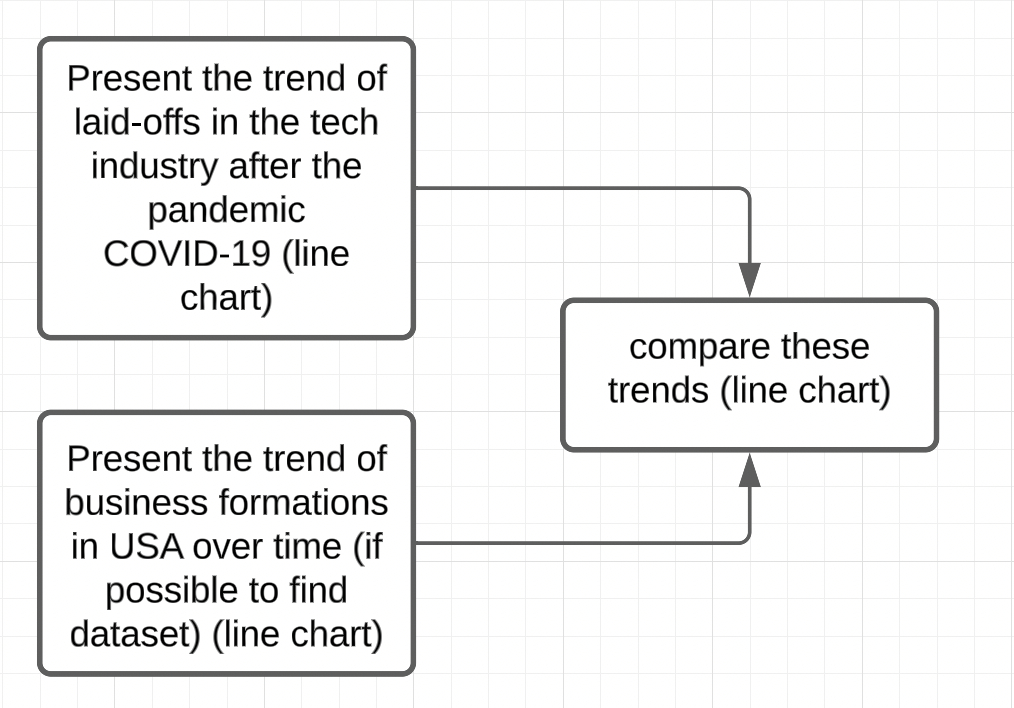 Present the trend of
laid-offs in the tech
industry after the
pandemic
COVID-19 (line
chart)
compare these
trends (line chart)
Present the trend of
business formations
in USA over time (if
possible to find
dataset) (line chart)